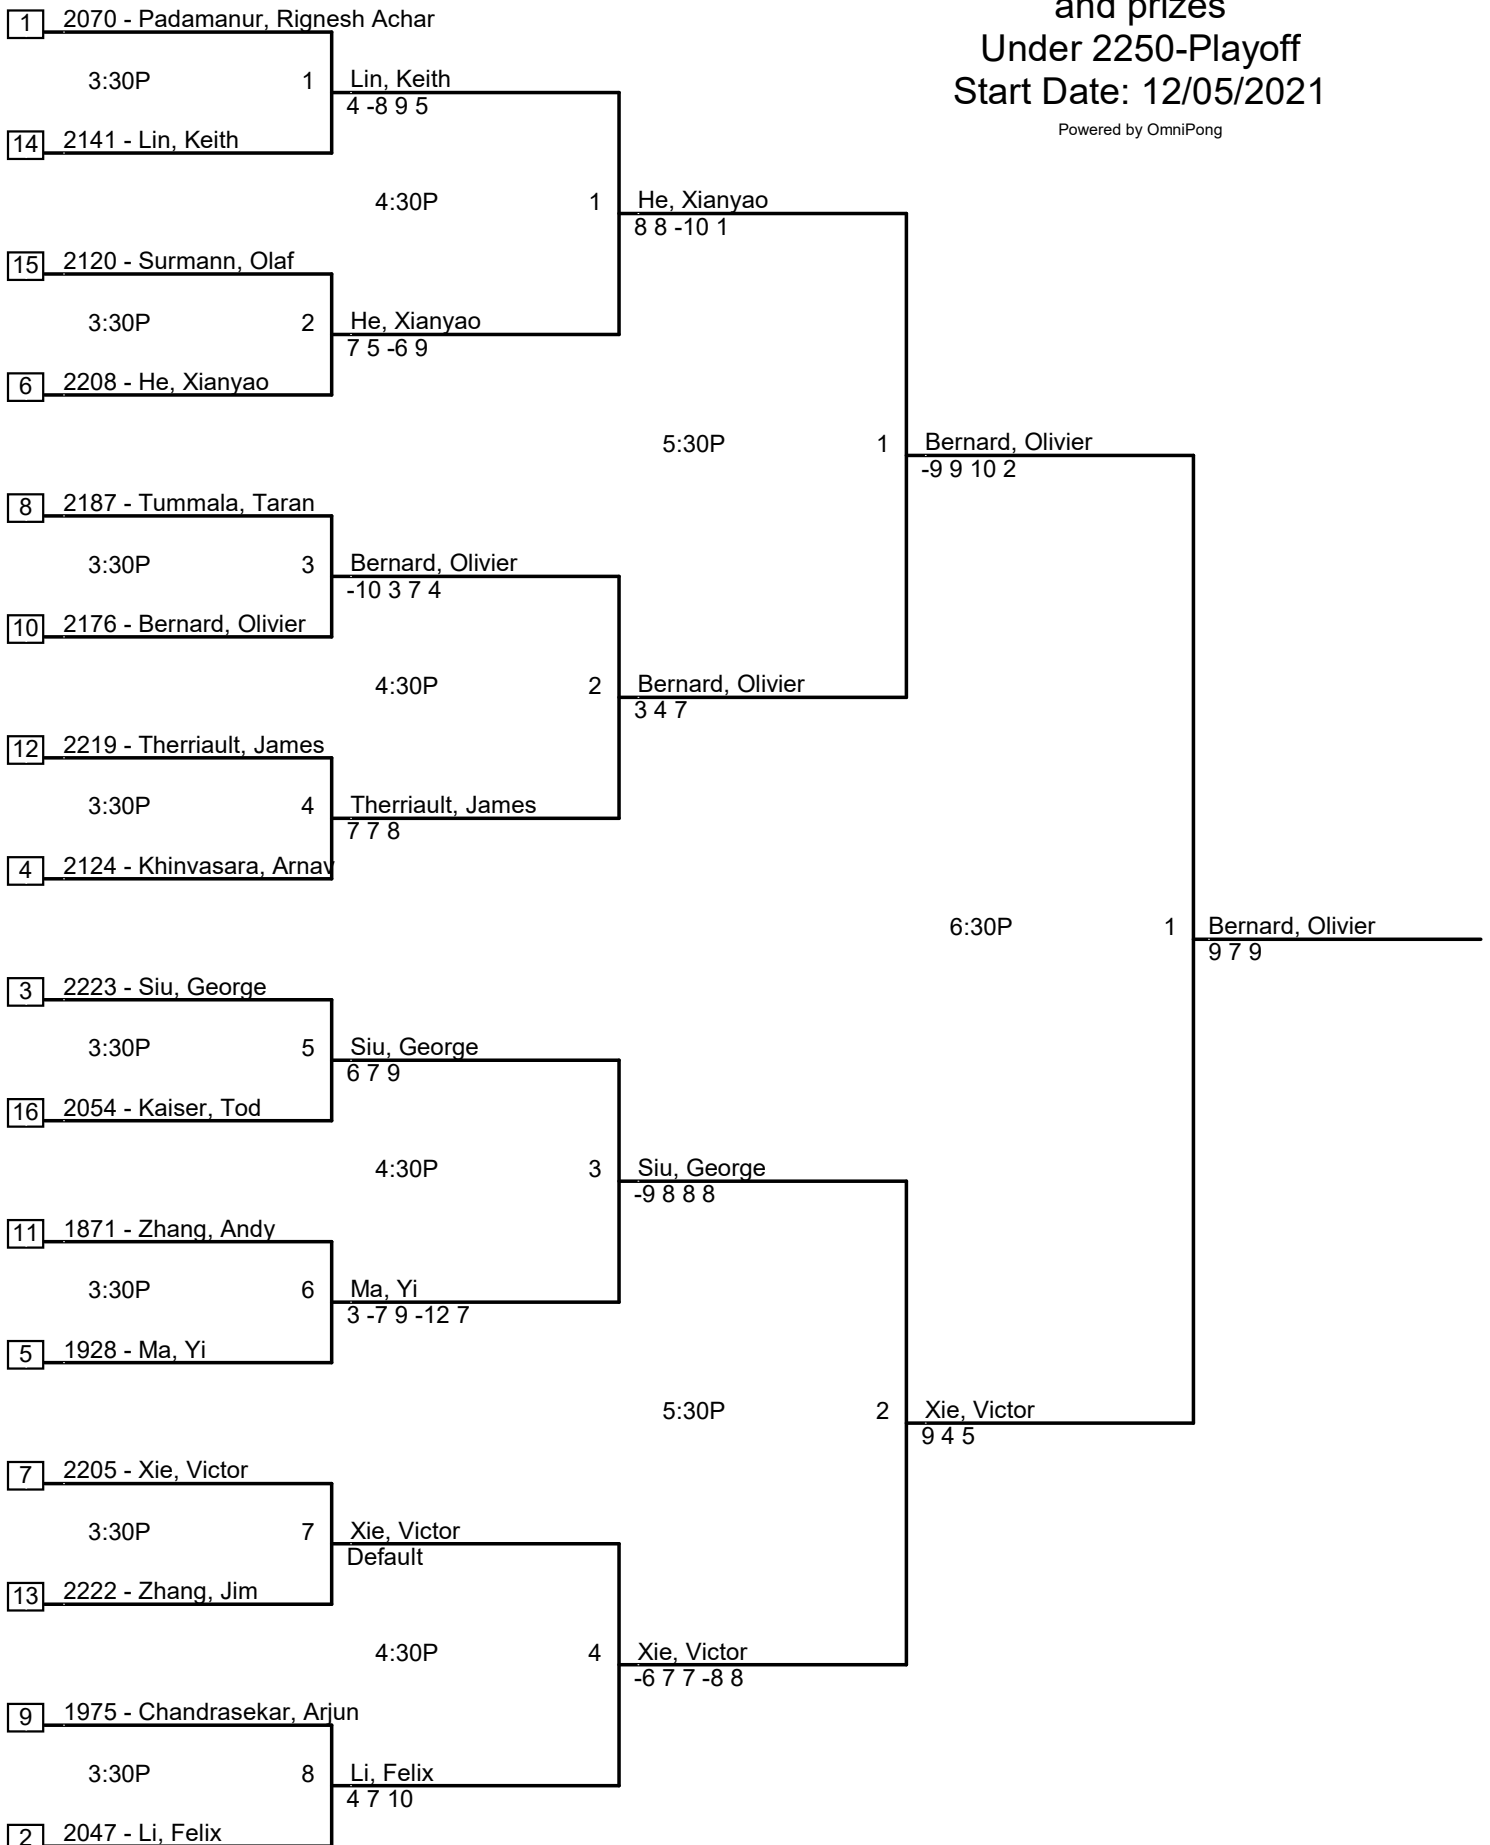 and prizes
Under 2250-Playoff
Start Date: 12/05/2021
Powered by OmniPong
1 2070 - Padamanur, Rignesh Achar
3:30P 1 Lin, Keith
4 -8 9 5
14 2141 - Lin, Keith
4:30P 1 He, Xianyao
8 8 -10 1
15 2120 - Surmann, Olaf
3:30P 2 He, Xianyao
7 5 -6 9
6 2208 - He, Xianyao
5:30P 1 Bernard, Olivier
-9 9 10 2
8 2187 - Tummala, Taran
3:30P 3 Bernard, Olivier
-10 3 7 4
10 2176 - Bernard, Olivier
4:30P 2 Bernard, Olivier
3 4 7
12 2219 - Therriault, James
3:30P 4 Therriault, James
7 7 8
4 2124 - Khinvasara, Arnav
6:30P 1 Bernard, Olivier
9 7 9
3 2223 - Siu, George
3:30P 5 Siu, George
6 7 9
16 2054 - Kaiser, Tod
4:30P 3 Siu, George
-9 8 8 8
11 1871 - Zhang, Andy
3:30P 6 Ma, Yi
3 -7 9 -12 7
5 1928 - Ma, Yi
5:30P 2 Xie, Victor
9 4 5
7 2205 - Xie, Victor
3:30P 7 Xie, Victor
Default
13 2222 - Zhang, Jim
4:30P 4 Xie, Victor
-6 7 7 -8 8
9 1975 - Chandrasekar, Arjun
3:30P 8 Li, Felix
4 7 10
2 2047 - Li, Felix